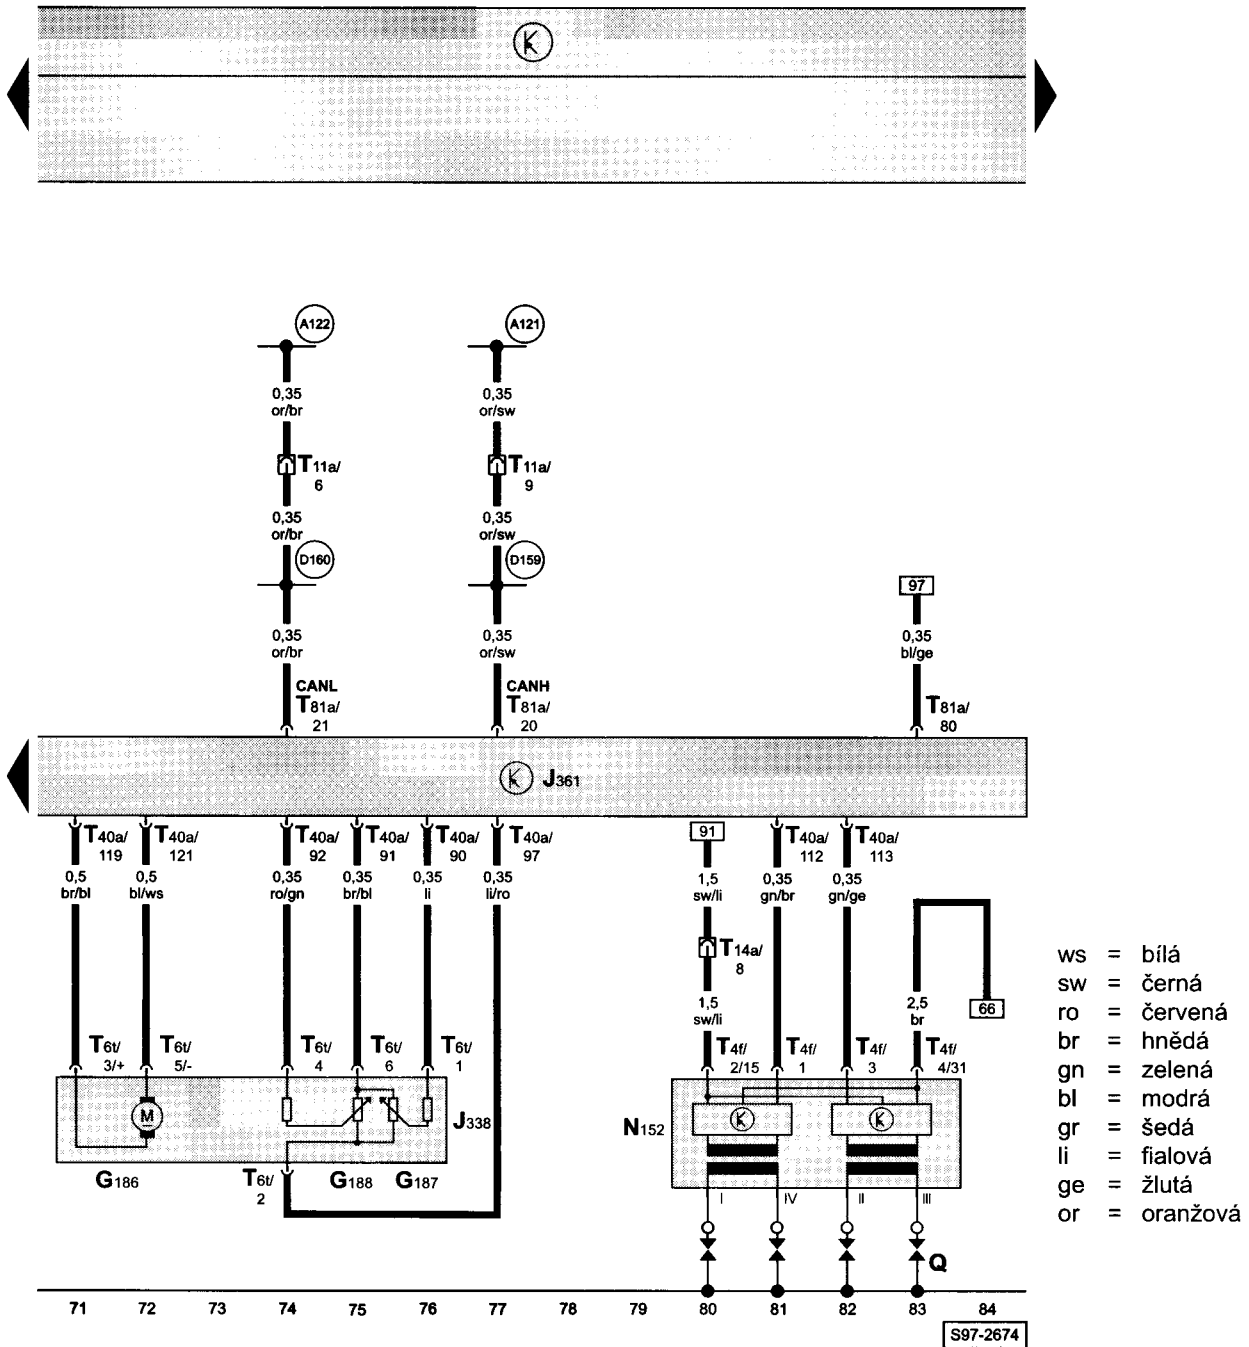 A122
A121
0,35
or/br
0,35
or/sw
T11a/
6
T11a/
9
0,35
or/br
0,35
or/sw
D160
D159
97
0,35
or/br
0,35
or/sw
0,35
bl/ge
CANL
T81a/
21
CANH
T81a/
20
T81a/
80
J361
T40a/
119
T40a/
121
T40a/
92
T40a/
91
T40a/
90
T40a/
97
91
T40a/
112
T40a/
113
0,5
br/bl
0,5
bl/ws
0,35
ro/gn
0,35
br/bl
0,35
li
0,35
li/ro
1,5
sw/li
0,35
gn/br
0,35
gn/ge
T14a/
8
1,5
sw/li
2,5
br
66
T6t/
3/+
T6t/
5/-
T6t/
4
T6t/
6
T6t/
1
T4f/
2/15
T4f/
1
T4f/
3
T4f/
4/31
M
J338
N152
G186
T6t/
2
G188
G187
I
IV
II
III
Q
71 72 73 74 75 76 77 78 79 80 81 82 83 84
S97-2674
ws = bílá
sw = černá
ro = červená
br = hnědá
gn = zelená
bl = modrá
gr = šedá
li = fialová
ge = žlutá
or = oranžová